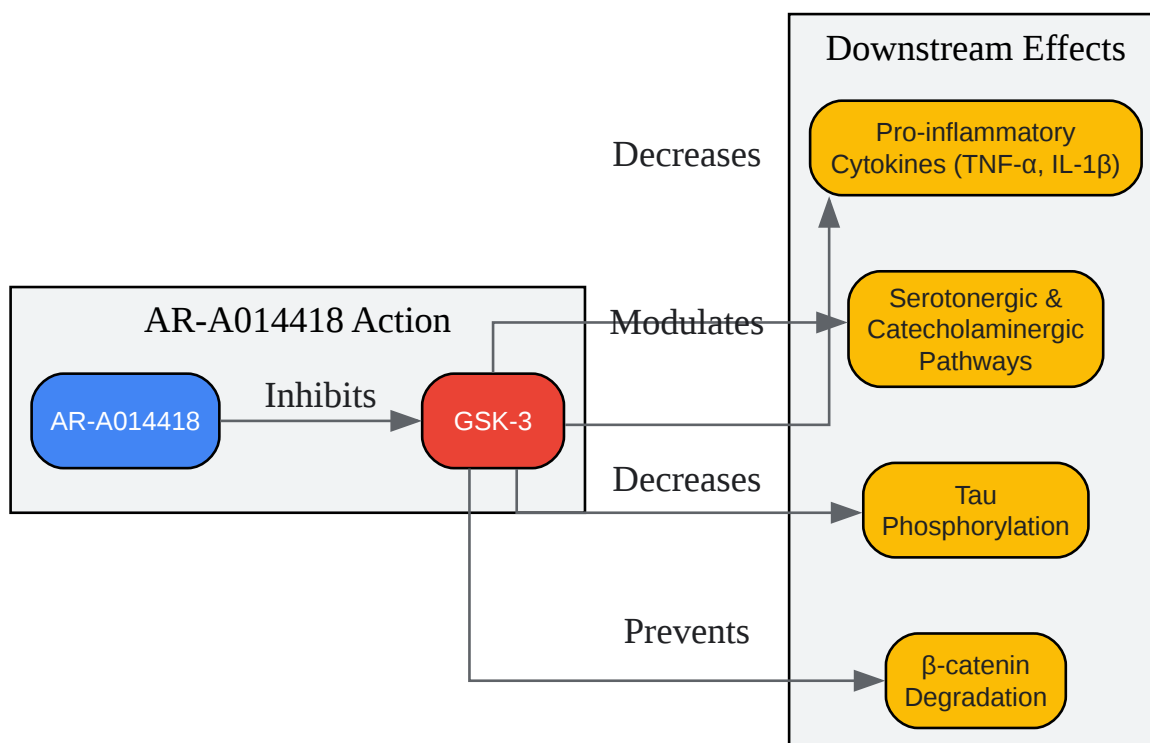 Downstream Effects
Decreases
Pro-inflammatory
Cytokines (TNF-α, IL-1β)
AR-A014418 Action
Modulates
Serotonergic &
Catecholaminergic
Pathways
AR-A014418
Inhibits
GSK-3
Decreases
Tau
Phosphorylation
Prevents
β-catenin
Degradation